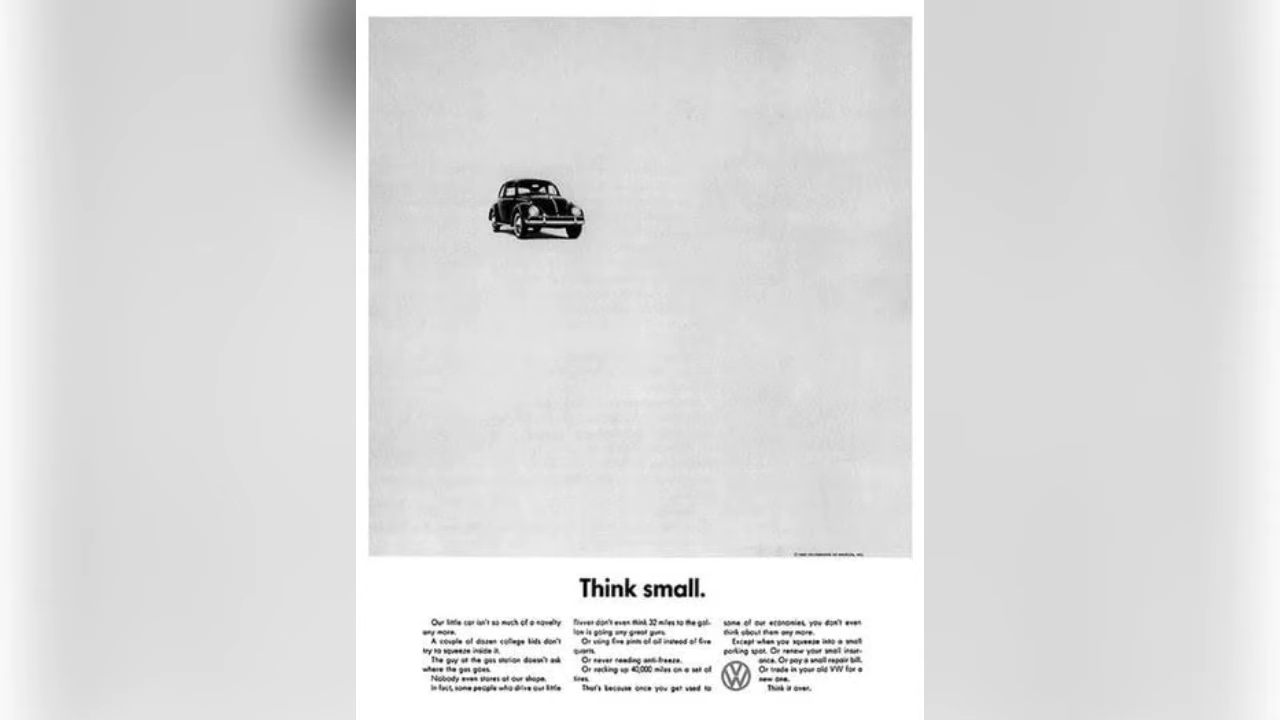 Think small.
Our little car isn't so much of a novelty
any more.
A couple of dozen college kids don't
try to squeeze inside it.
The guy at the gas station doesn't ask
where the gas goes.
Nobody even stares at our shape.
In fact, some people who drive our little
flivver don't even think 32 miles to the gal-
lon is going any great guns.
Or using five pints of oil instead of five
quarts.
Or never needing anti-freeze.
Or racking up 40,000 miles on a set of
tires.
That's because once you get used to
some of our economies, you don't even
think about them any more.
Except when you squeeze into a small
parking spot. Or renew your small insur-
ance. Or pay a small repair bill.
Or trade in your old VW for a
new one.
Think it over.